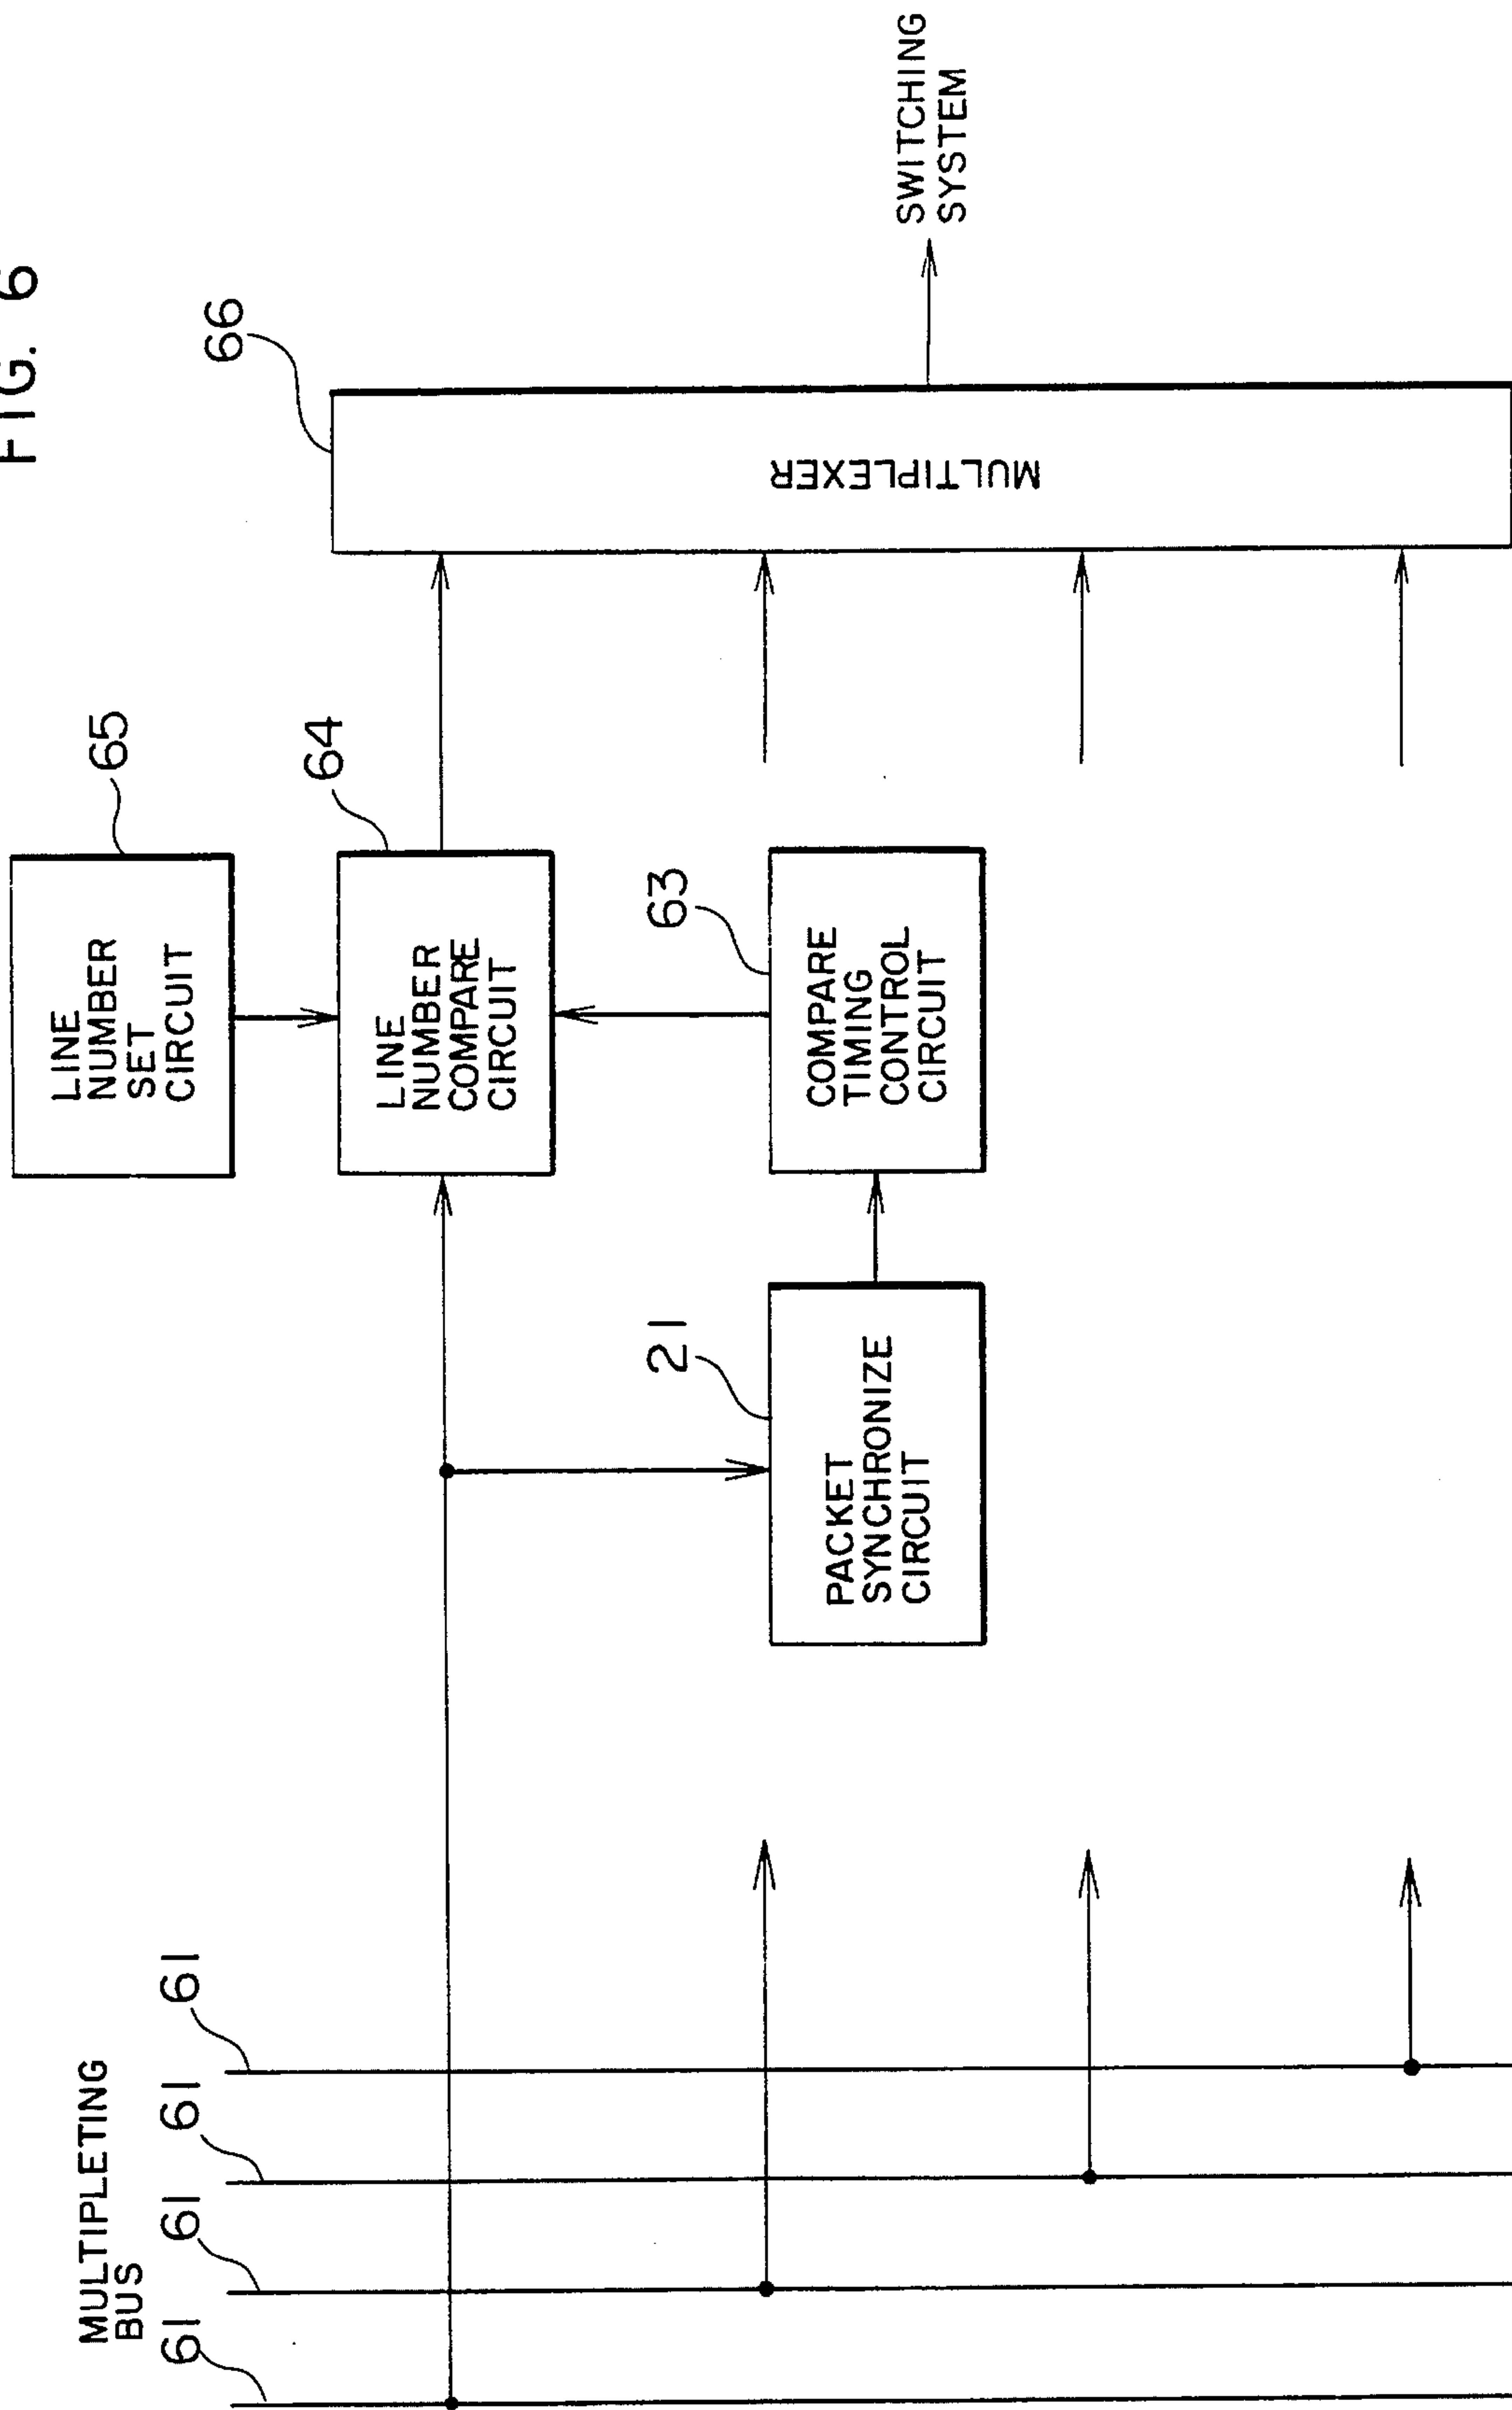 FIG. 6
MULTIPLETING
BUS
61
61
61
61
PACKET
SYNCHRONIZE
CIRCUIT
21
LINE
NUMBER
SET
CIRCUIT
65
LINE
NUMBER
COMPARE
CIRCUIT
64
COMPARE
TIMING
CONTROL
CIRCUIT
63
MULTIPLEXER
66
SWITCHING
SYSTEM